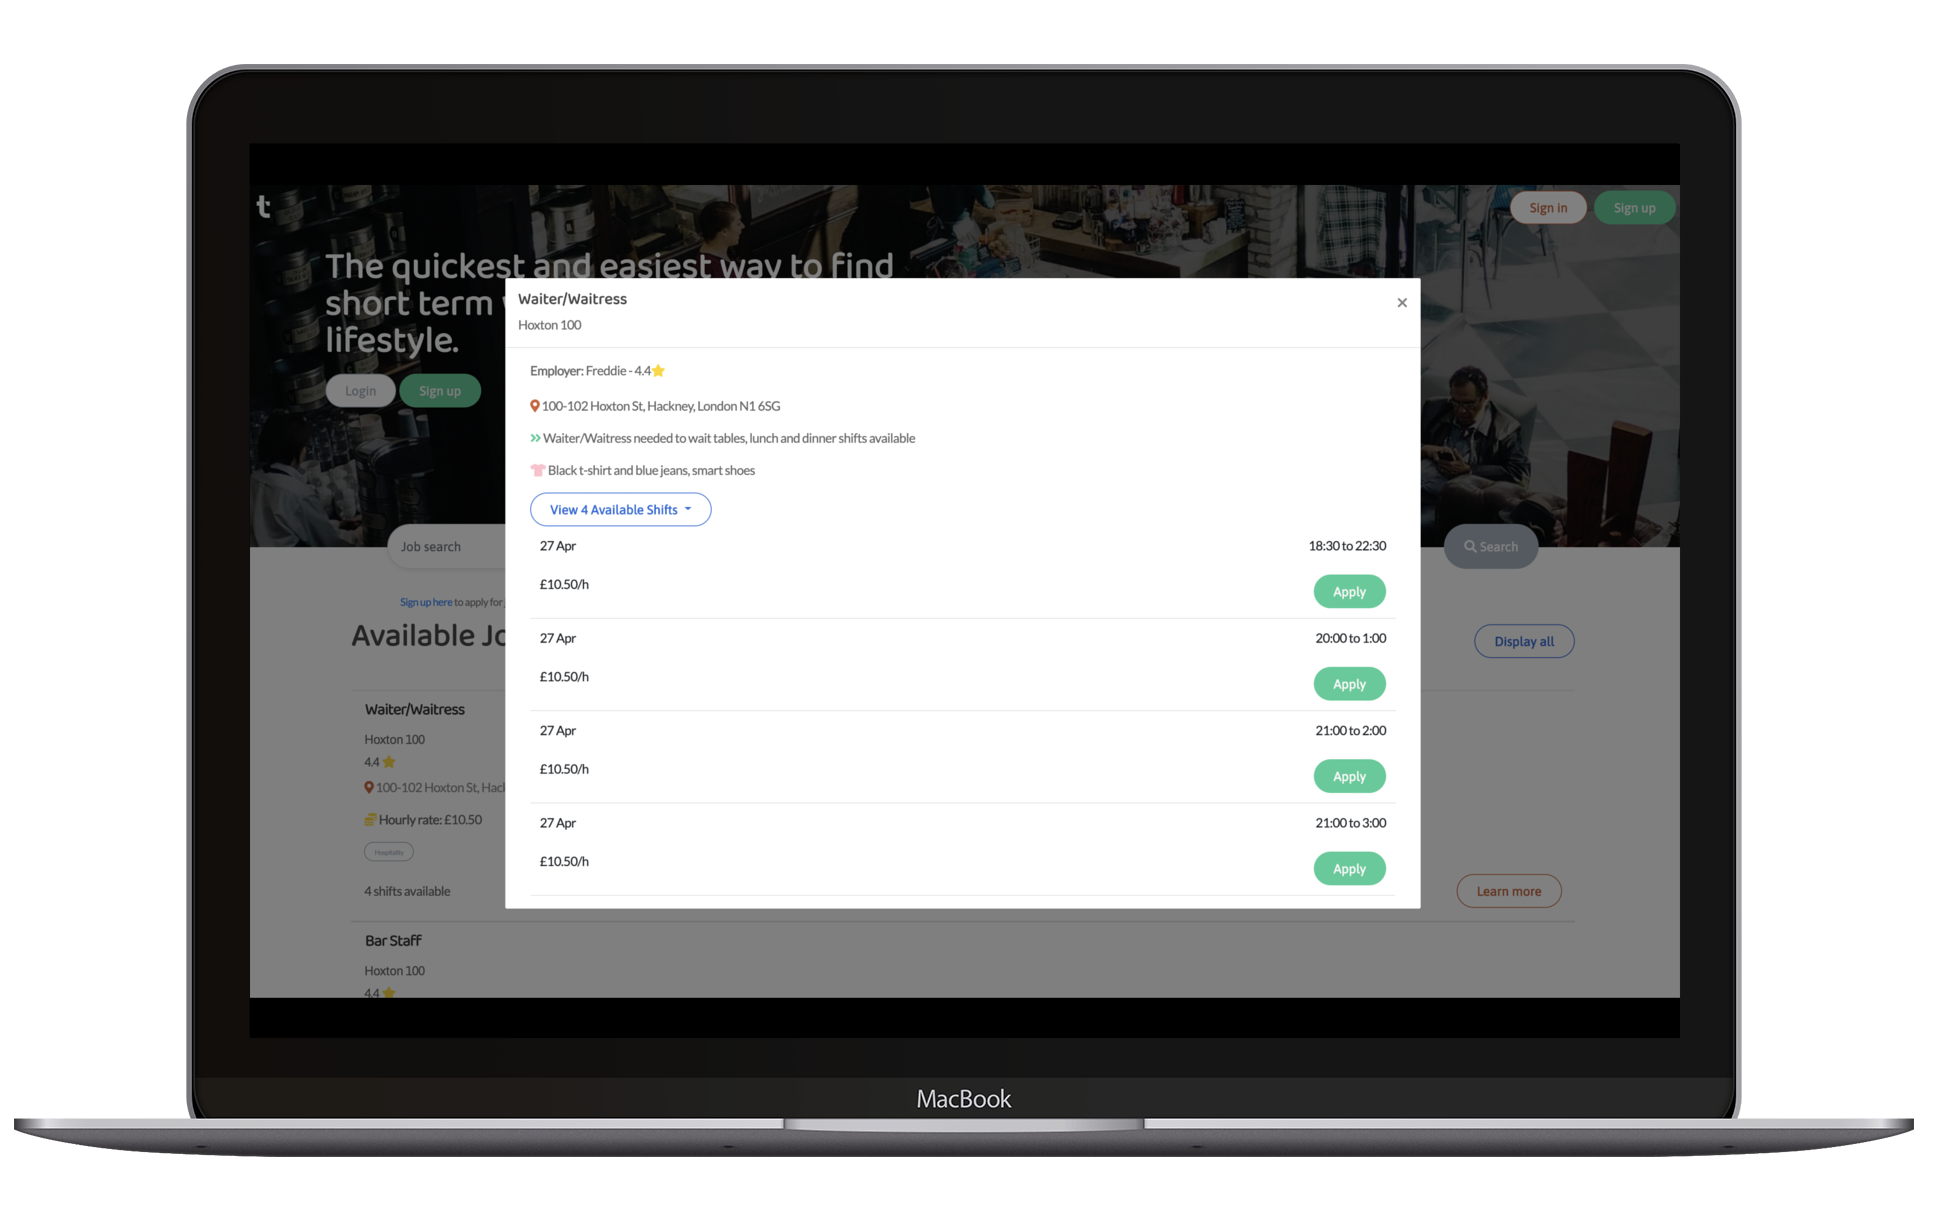 t
Sign in
Sign up
The quickest and easiest way to find
short term
lifestyle.
Login
Sign up
Waiter/Waitress
×
Hoxton 100
Employer: Freddie - 4.4
100-102 Hoxton St, Hackney, London N1 6SG
Waiter/Waitress needed to wait tables, lunch and dinner shifts available
Black t-shirt and blue jeans, smart shoes
View 4 Available Shifts
27 Apr
18:30 to 22:30
£10.50/h
Apply
27 Apr
20:00 to 1:00
£10.50/h
Apply
27 Apr
21:00 to 2:00
£10.50/h
Apply
27 Apr
21:00 to 3:00
£10.50/h
Apply
Job search
Search
Sign up here to apply for
Available Jo
Display all
Waiter/Waitress
Hoxton 100
4.4
100-102 Hoxton St, Hack
Hourly rate: £10.50
Hospitality
4 shifts available
Learn more
Bar Staff
Hoxton 100
4.4
MacBook